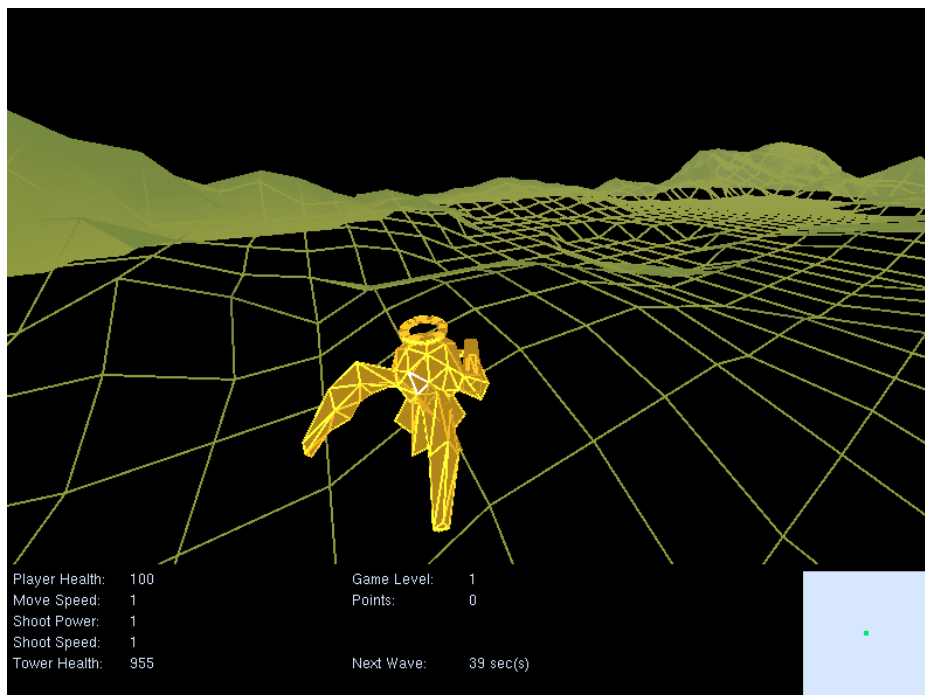 Player Health: 100
Move Speed: 1
Shoot Power: 1
Shoot Speed: 1
Tower Health: 955
Game Level: 1
Points: 0
Next Wave: 39 sec(s)